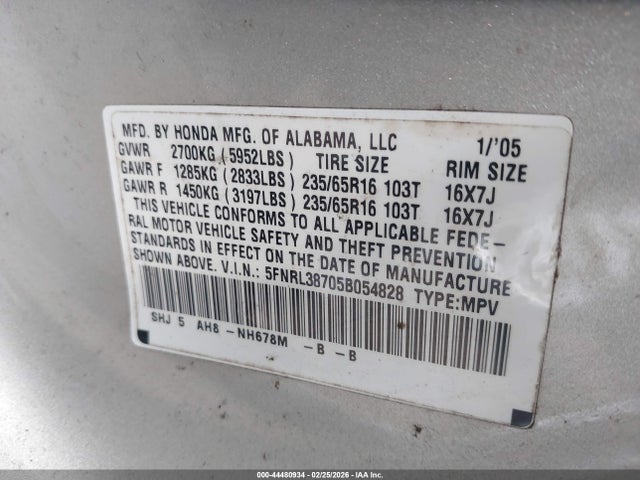 MFD. BY HONDA MFG. OF ALABAMA, LLC 1/'05
GVWR 2700KG (5952LBS) TIRE SIZE RIM SIZE
GAWR F 1285KG (2833LBS) 235/65R16 103T 16X7J
GAWR R 1450KG (3197LBS) 235/65R16 103T 16X7J
THIS VEHICLE CONFORMS TO ALL APPLICABLE FEDE-
RAL MOTOR VEHICLE SAFETY AND THEFT PREVENTION
STANDARDS IN EFFECT ON THE DATE OF MANUFACTURE
SHOWN ABOVE. V.I.N.: 5FNRL38705B054828 TYPE:MPV
SHJ 5 AH8 -NH678M -B -B
000-44480934 - 02/25/2026 - IAA Inc.